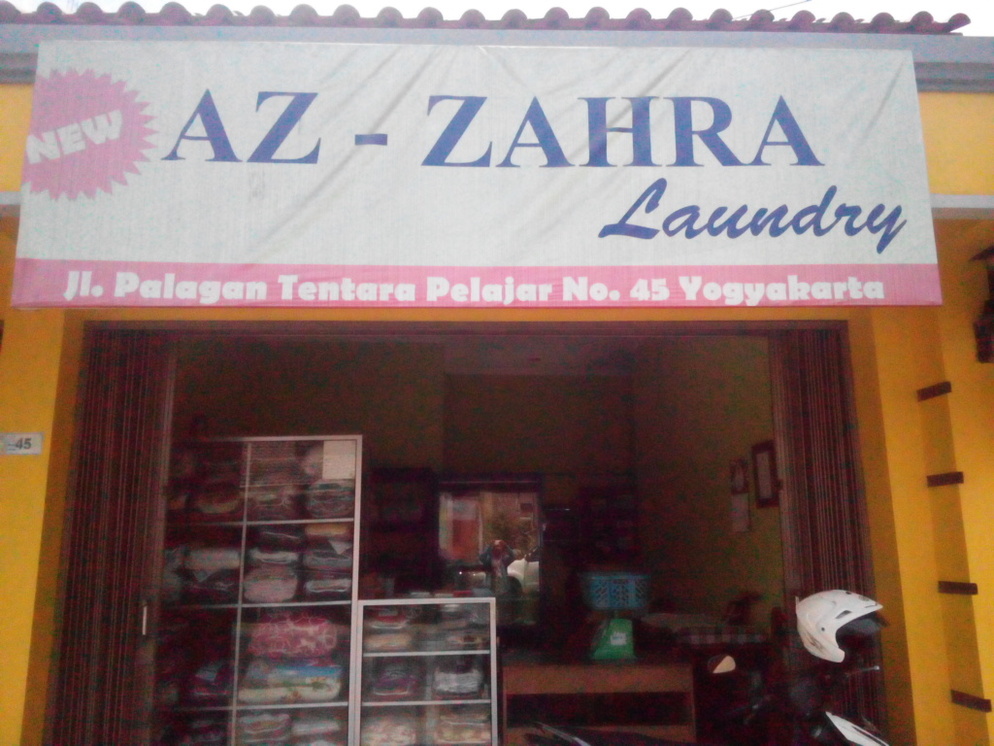 NEW
AZ - ZAHRA
Laundry
Jl. Palagan Tentara Pelajar No. 45 Yogyakarta
45